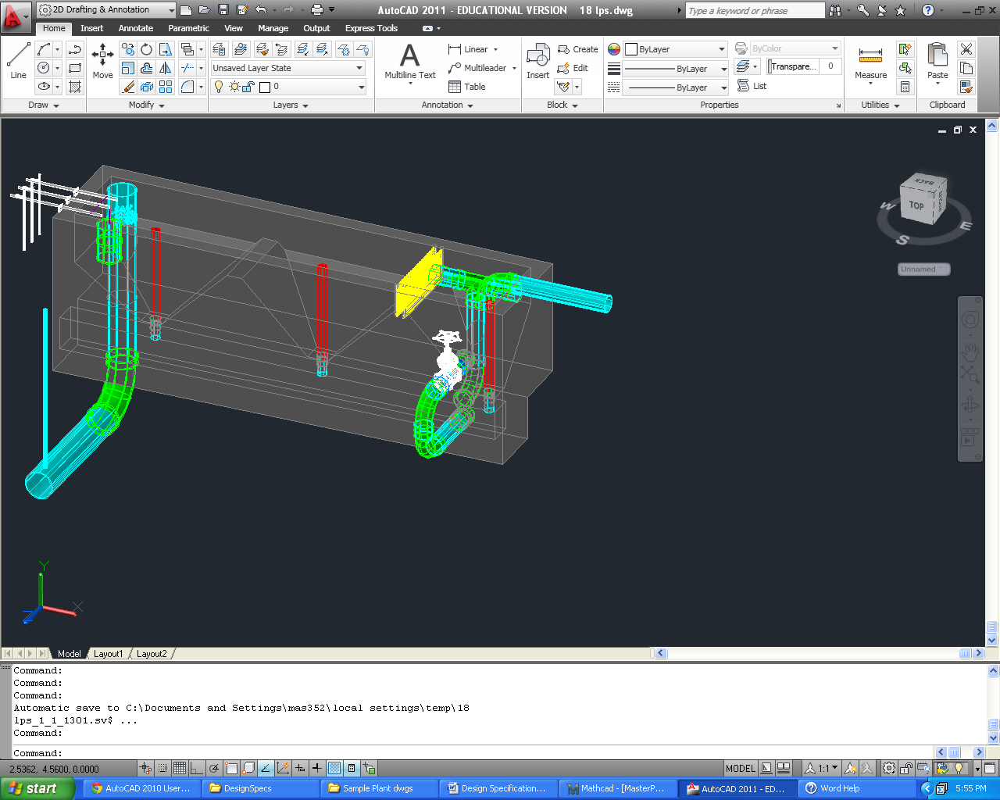 2D Drafting & Annotation
AutoCAD 2011 - EDUCATIONAL VERSION 18 lps.dwg
Type a keyword or phrase
Home Insert Annotate Parametric View Manage Output Express Tools
Line
Move
Unsaved Layer State
0
Multiline Text
Linear
Multileader
Table
Insert
Create
Edit
ByLayer
ByLayer
ByLayer
ByColor
Transpare... 0
List
Measure
Paste
Draw Modify Layers Annotation Block Properties Utilities Clipboard
BACK
TOP
W
S
E
Unnamed
Y
X
Model Layout1 Layout2
Command:
Command:
Command:
Automatic save to C:\Documents and Settings\mas352\local settings\temp\18
lps_1_1_1301.sv$ ...
Command:
Command:
2.5362, 4.5600, 0.0000
MODEL
1:1
start
AutoCAD 2010 User...
DesignSpecs
Sample Plant dwgs
Design Specification...
Mathcad - [MasterP...
AutoCAD 2011 - ED...
Word Help
5:55 PM